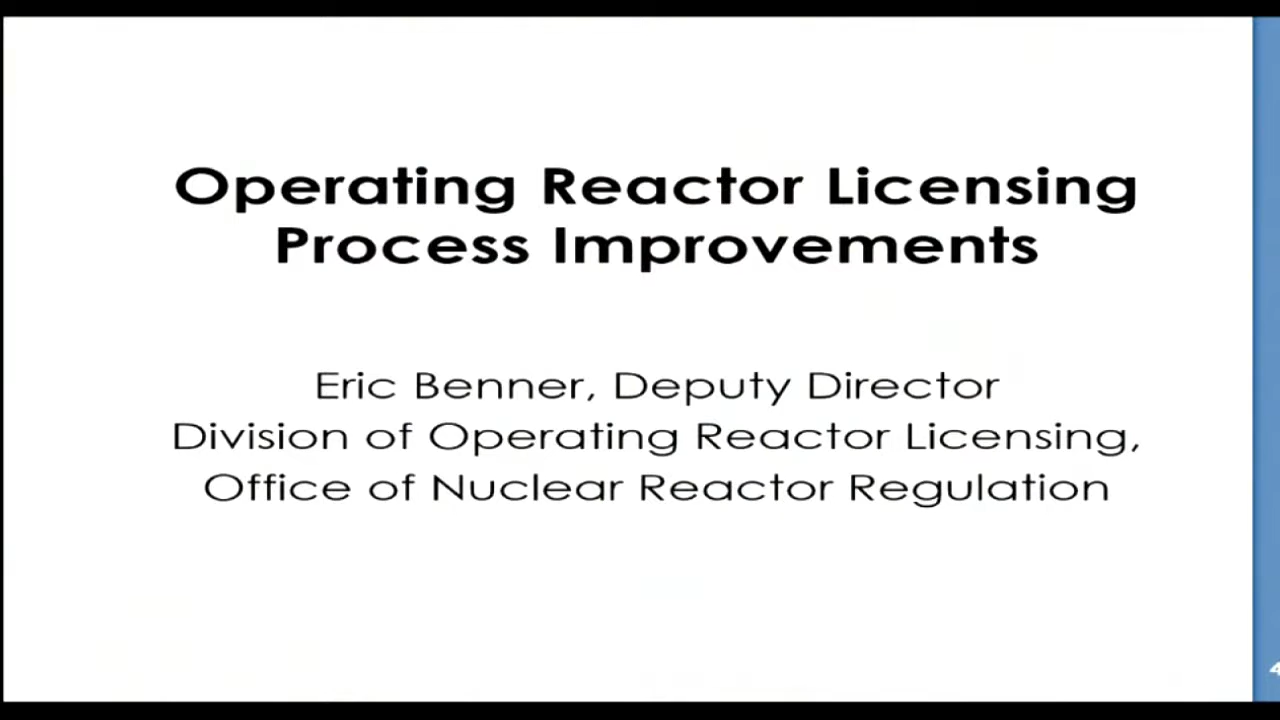 Operating Reactor Licensing
Process Improvements
Eric Benner, Deputy Director
Division of Operating Reactor Licensing,
Office of Nuclear Reactor Regulation
4